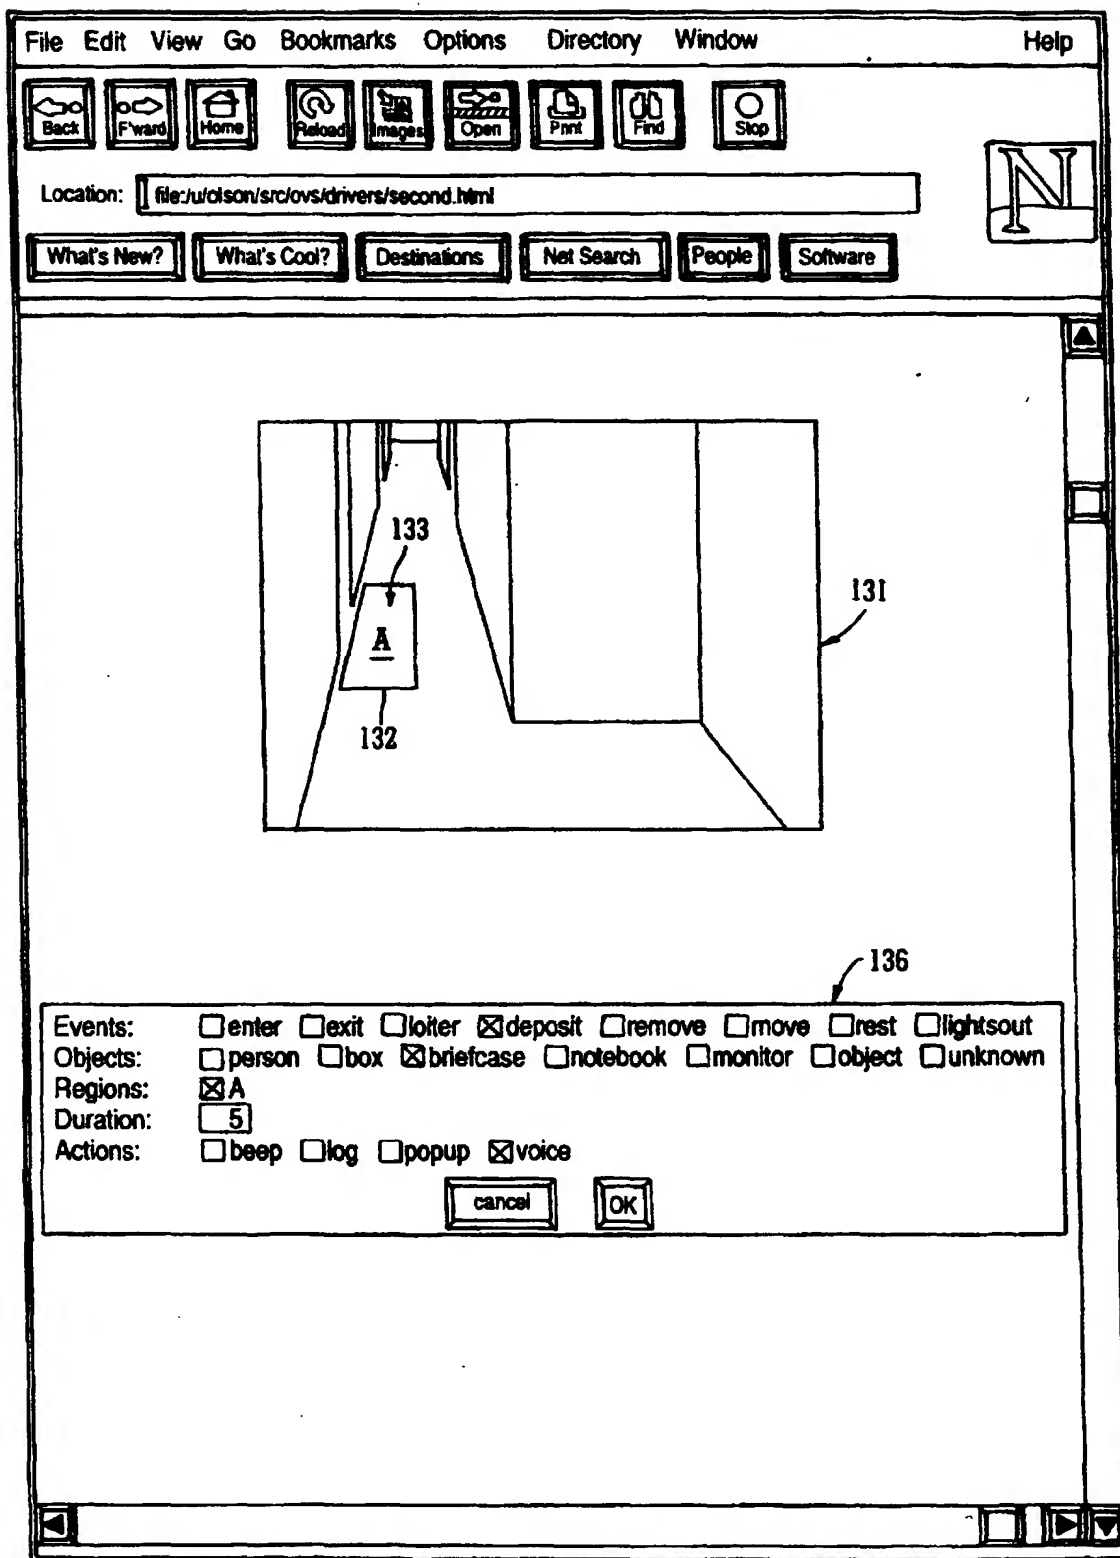 File Edit View Go Bookmarks Options Directory Window Help
Back F'ward Home Reload Images Open Print Find Stop
N
Location: file:/u/olson/src/ovs/drivers/second.html
What's New? What's Cool? Destinations Net Search People Software
133
131
A
132
136
Events: enter exit loiter deposit remove move rest lightsout
Objects: person box briefcase notebook monitor object unknown
Regions: A
Duration: 5
Actions: beep log popup voice
cancel OK